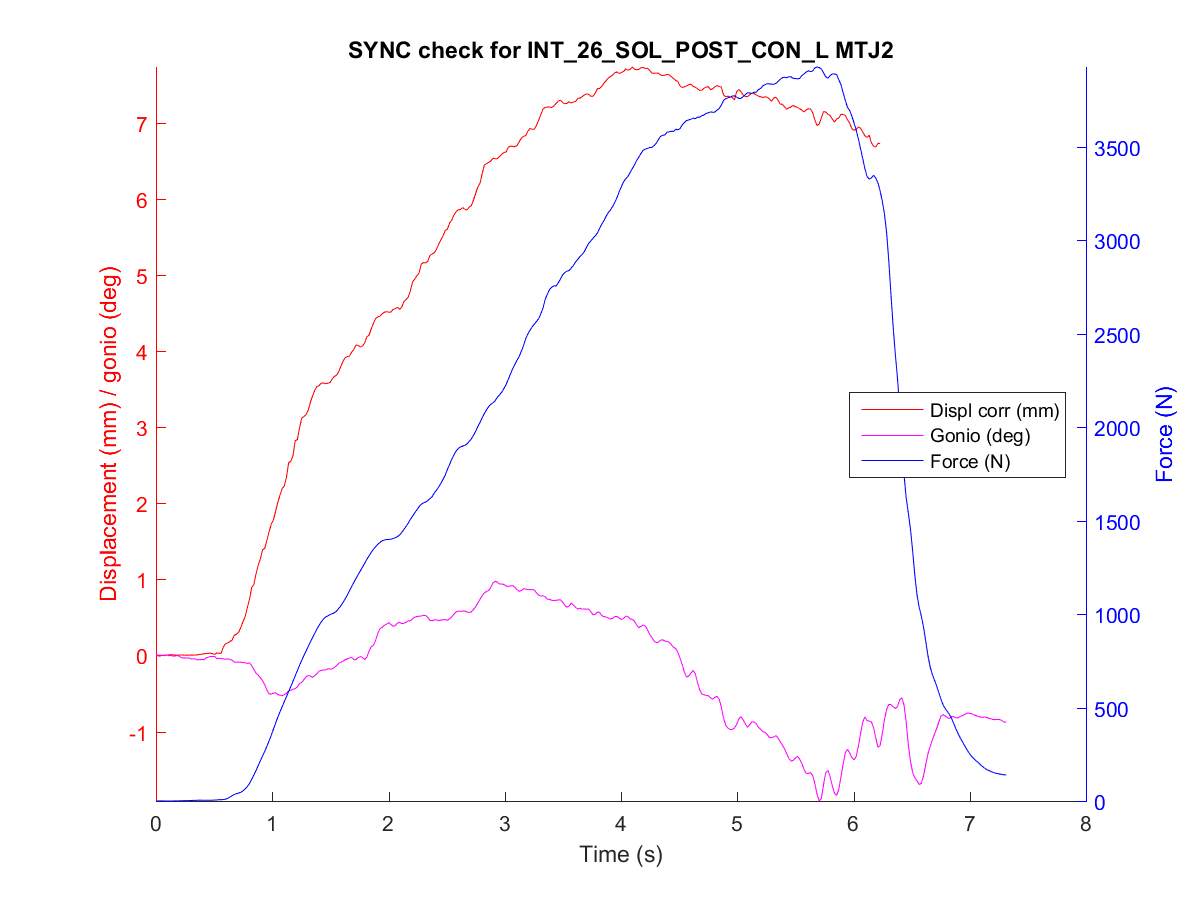 SYNC check for INT_26_SOL_POST_CON_L MTJ2
Displacement (mm) / gonio (deg)
7
6
5
4
3
2
1
0
-1
3500
3000
2500
2000
1500
1000
500
0
Force (N)
Displ corr (mm)
Gonio (deg)
Force (N)
0 1 2 3 4 5 6 7 8
Time (s)